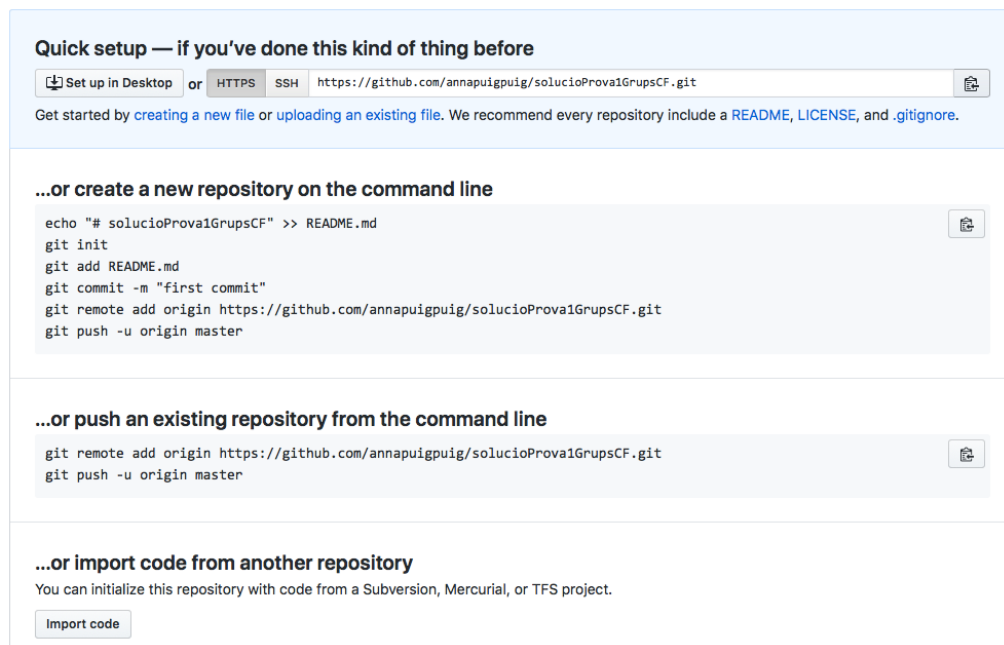 Quick setup — if you’ve done this kind of thing before
Set up in Desktop or HTTPS SSH https://github.com/annapuigpuig/solucioProva1GrupsCF.git
Get started by creating a new file or uploading an existing file. We recommend every repository include a README, LICENSE, and .gitignore.
…or create a new repository on the command line
echo "# solucioProva1GrupsCF" >> README.md
git init
git add README.md
git commit -m "first commit"
git remote add origin https://github.com/annapuigpuig/solucioProva1GrupsCF.git
git push -u origin master
…or push an existing repository from the command line
git remote add origin https://github.com/annapuigpuig/solucioProva1GrupsCF.git
git push -u origin master
…or import code from another repository
You can initialize this repository with code from a Subversion, Mercurial, or TFS project.
Import code